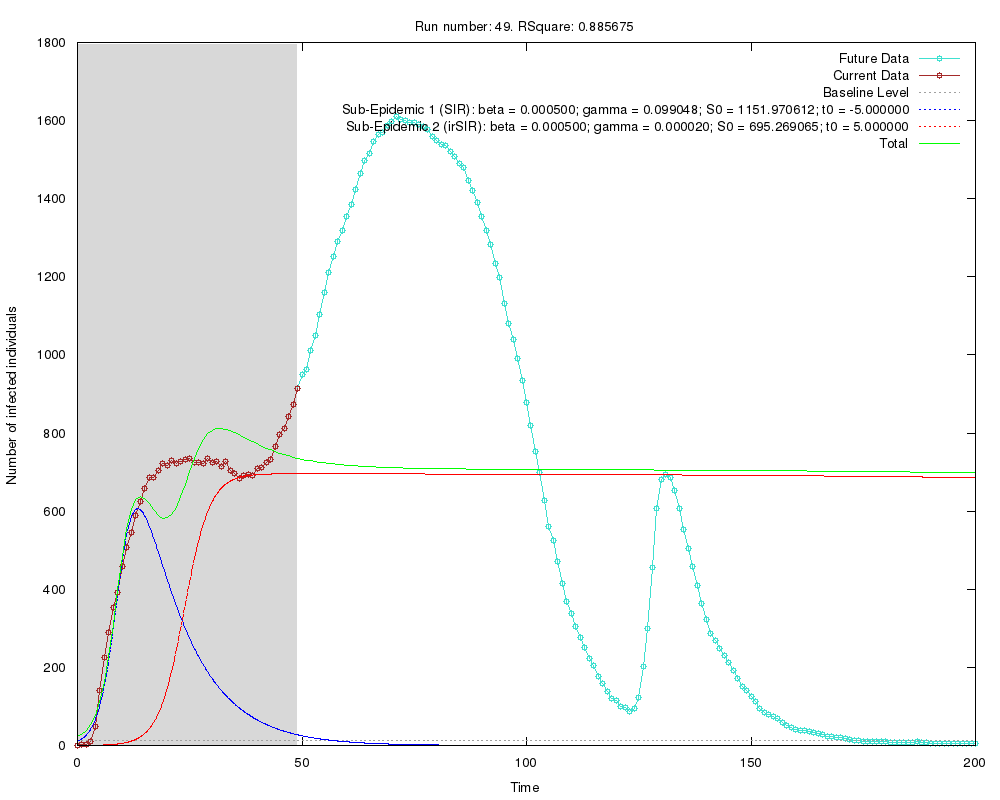 Run number: 49. RSquare: 0.885675
1800
1600
1400
1200
1000
800
600
400
200
0
Number of infected individuals
Future Data
Current Data
Baseline Level
Sub-Epidemic 1 (SIR): beta = 0.000500; gamma = 0.099048; S0 = 1151.970612; t0 = -5.000000
Sub-Epidemic 2 (irSIR): beta = 0.000500; gamma = 0.000020; S0 = 695.269065; t0 = 5.000000
Total
0 50 100 150 200
Time